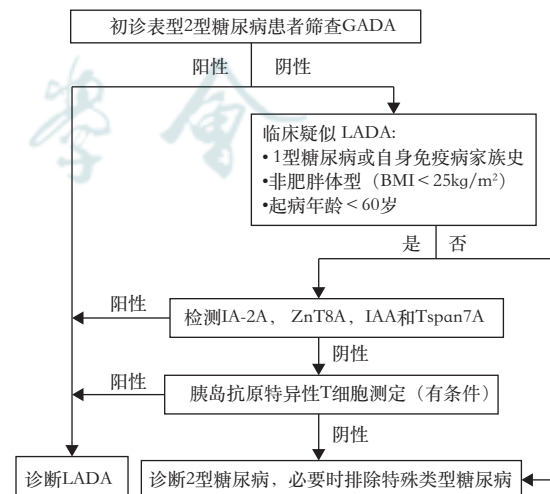 初诊表型2型糖尿病患者筛查GADA
阳性
阴性
临床疑似 LADA:
• 1型糖尿病或自身免疫病家族史
•非肥胖体型（BMI＜25kg/m²）
•起病年龄＜60岁
是
否
阳性
检测IA-2A， ZnT8A， IAA和Tspan7A
阴性
阳性
胰岛抗原特异性T细胞测定（有条件）
阴性
诊断LADA
诊断2型糖尿病，必要时排除特殊类型糖尿病